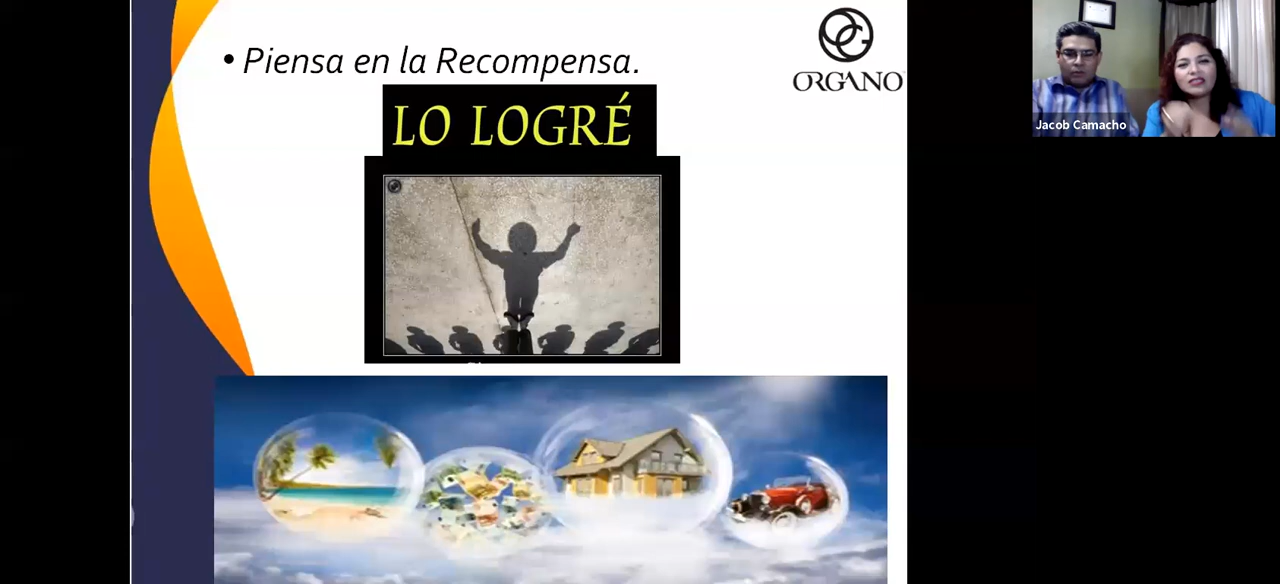 • Piensa en la Recompensa.
ORGANO
LO LOGRÉ
Jacob Camacho